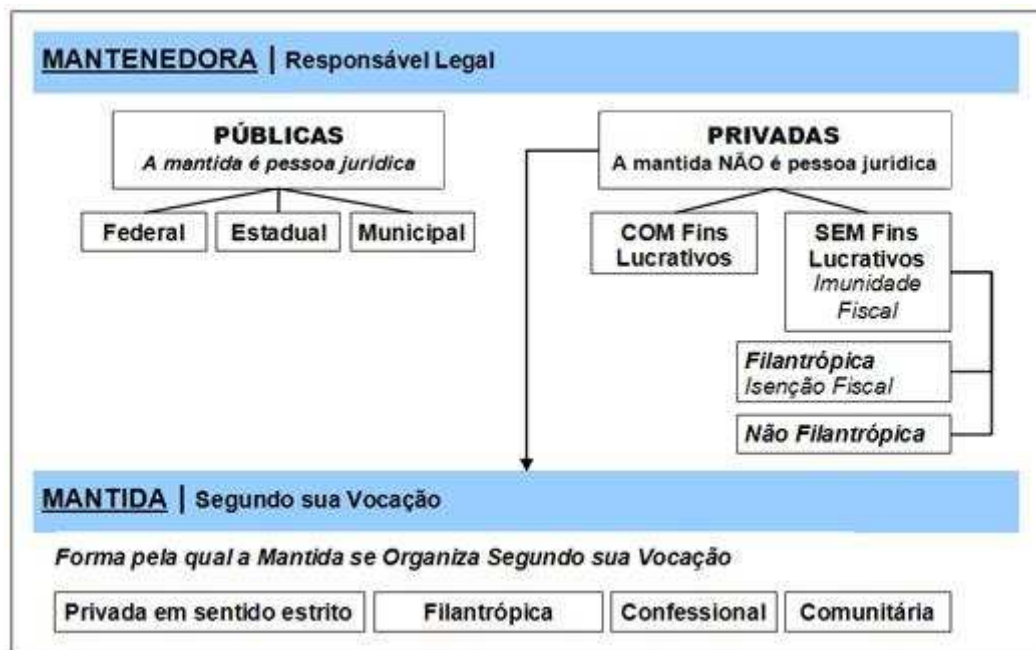 MANTENEDORA | Responsável Legal
PÚBLICAS
A mantida é pessoa jurídica
Federal
Estadual
Municipal
PRIVADAS
A mantida NÃO é pessoa juridica
COM Fins
Lucrativos
SEM Fins
Lucrativos
Imunidade
Fiscal
Filantrópica
Isenção Fiscal
Não Filantrópica
MANTIDA | Segundo sua Vocação
Forma pela qual a Mantida se Organiza Segundo sua Vocação
Privada em sentido estrito
Filantrópica
Confessional
Comunitária